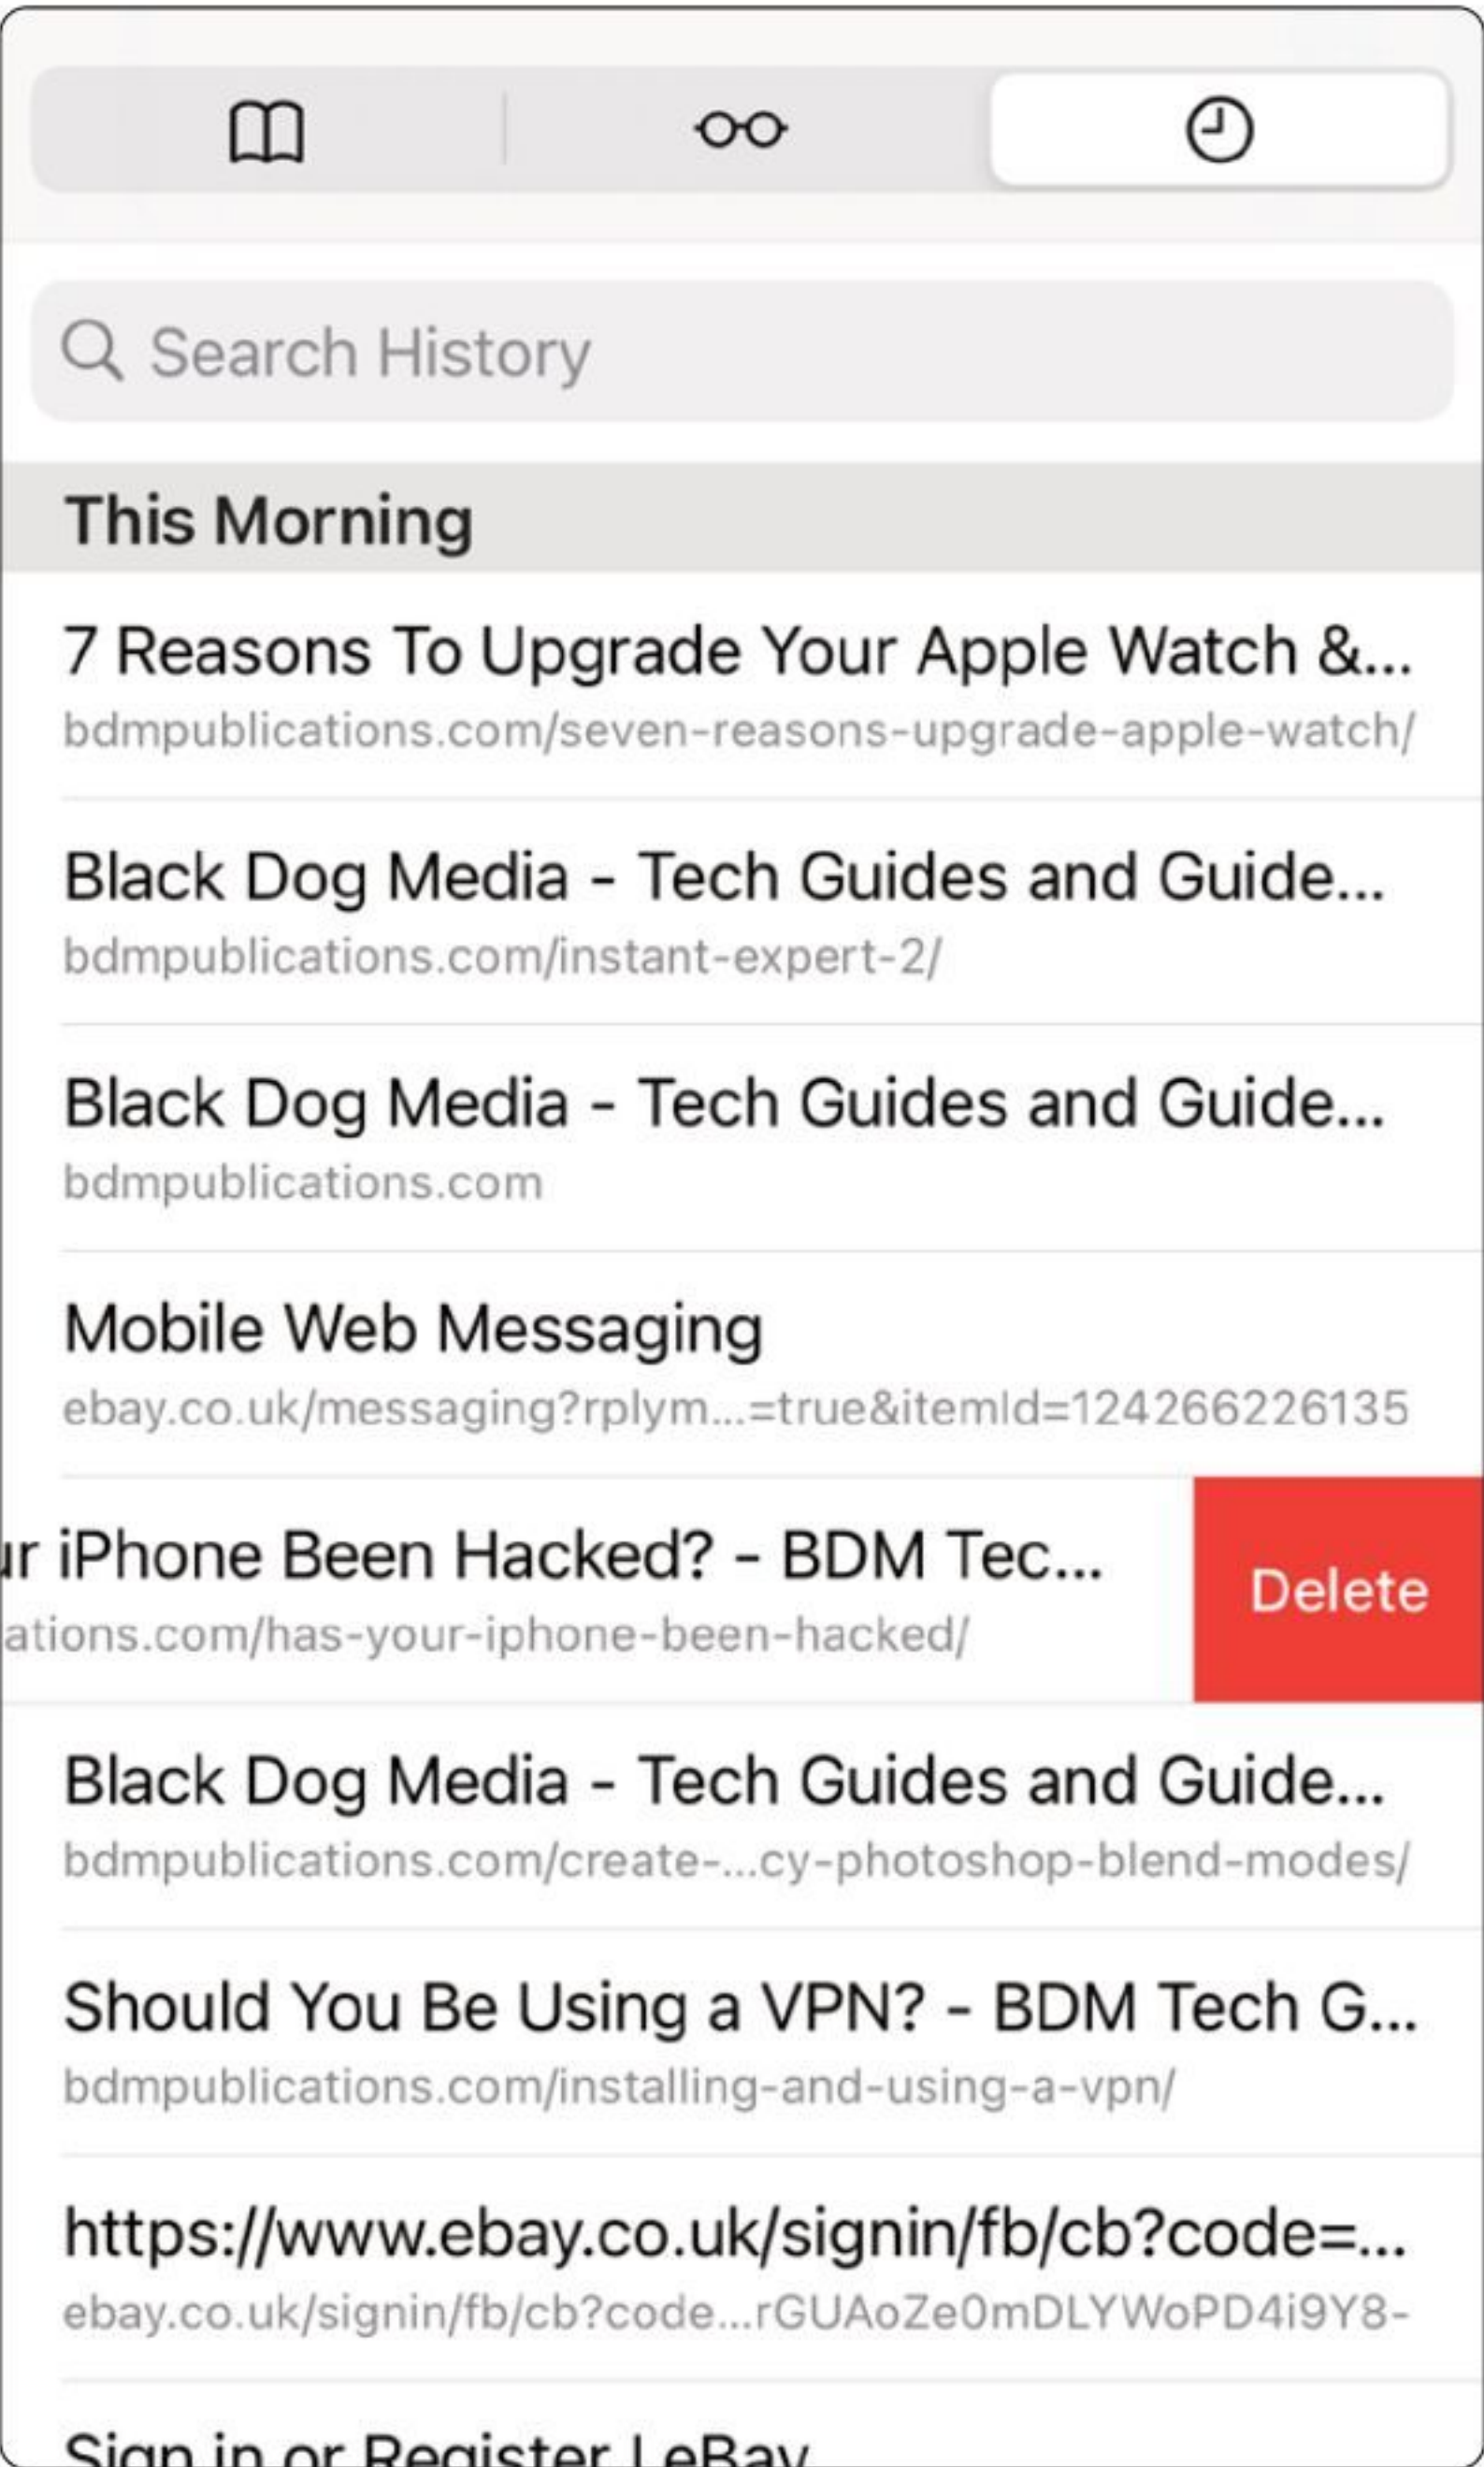 Search History
This Morning
7 Reasons To Upgrade Your Apple Watch &...
bdmpublications.com/seven-reasons-upgrade-apple-watch/
Black Dog Media - Tech Guides and Guide...
bdmpublications.com/instant-expert-2/
Black Dog Media - Tech Guides and Guide...
bdmpublications.com
Mobile Web Messaging
ebay.co.uk/messaging?rplym...=true&itemId=124266226135
ur iPhone Been Hacked? - BDM Tec...
ations.com/has-your-iphone-been-hacked/
Delete
Black Dog Media - Tech Guides and Guide...
bdmpublications.com/create-...cy-photoshop-blend-modes/
Should You Be Using a VPN? - BDM Tech G...
bdmpublications.com/installing-and-using-a-vpn/
https://www.ebay.co.uk/signin/fb/cb?code=...
ebay.co.uk/signin/fb/cb?code...rGUAoZe0mDLYWoPD4i9Y8-
Sign in or Register | eBay